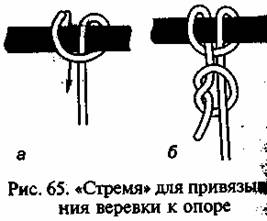 а
б
Рис. 65. «Стремя» для привязы
ния веревки к опоре